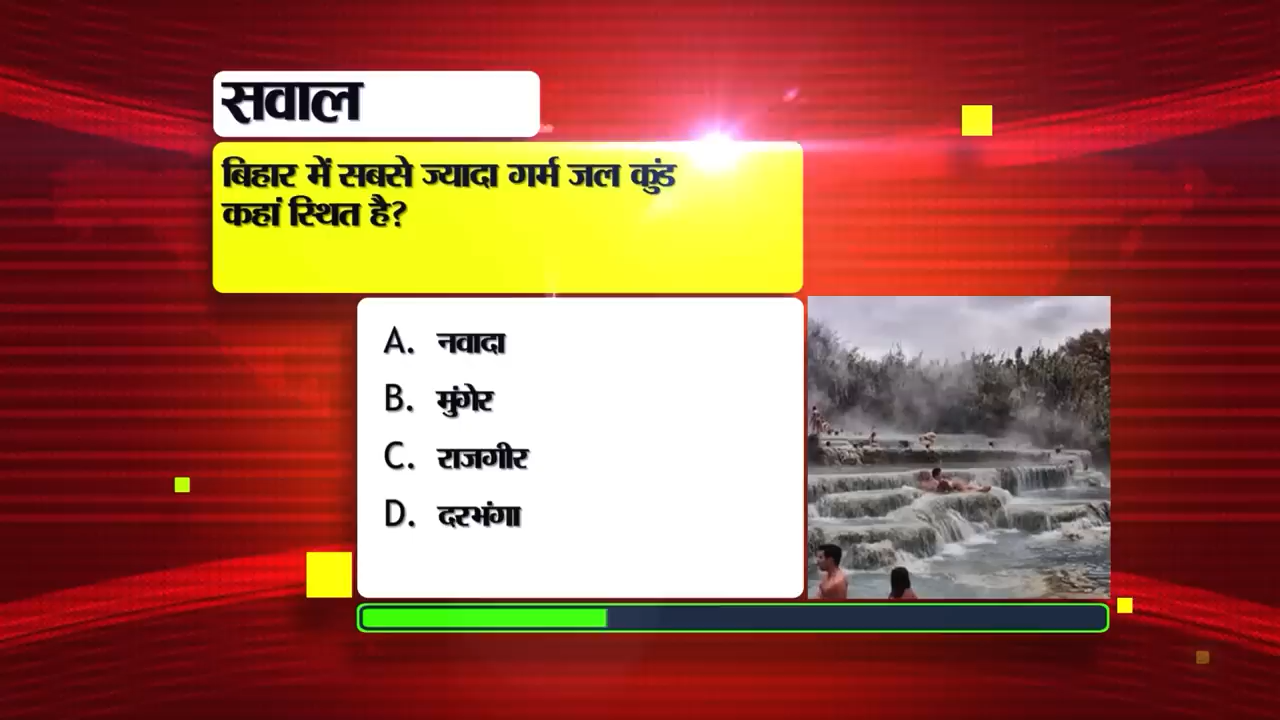 सवाल
बिहार में सबसे ज्यादा गर्म जल कुंड
कहां स्थित है?
A. नवादा
B. मुंगेर
C. राजगीर
D. दरभंगा